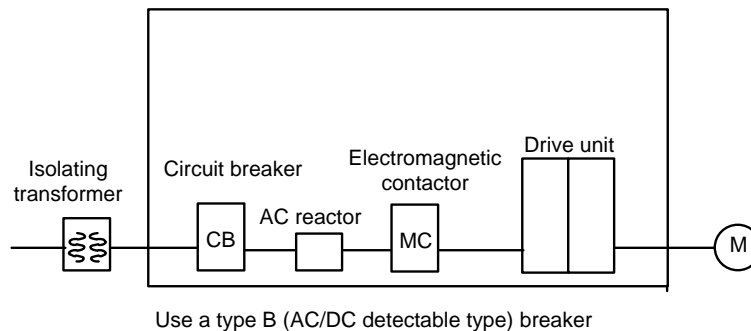 Isolating
transformer
Circuit breaker
CB
AC reactor
Electromagnetic
contactor
MC
Drive unit
M
Use a type B (AC/DC detectable type) breaker